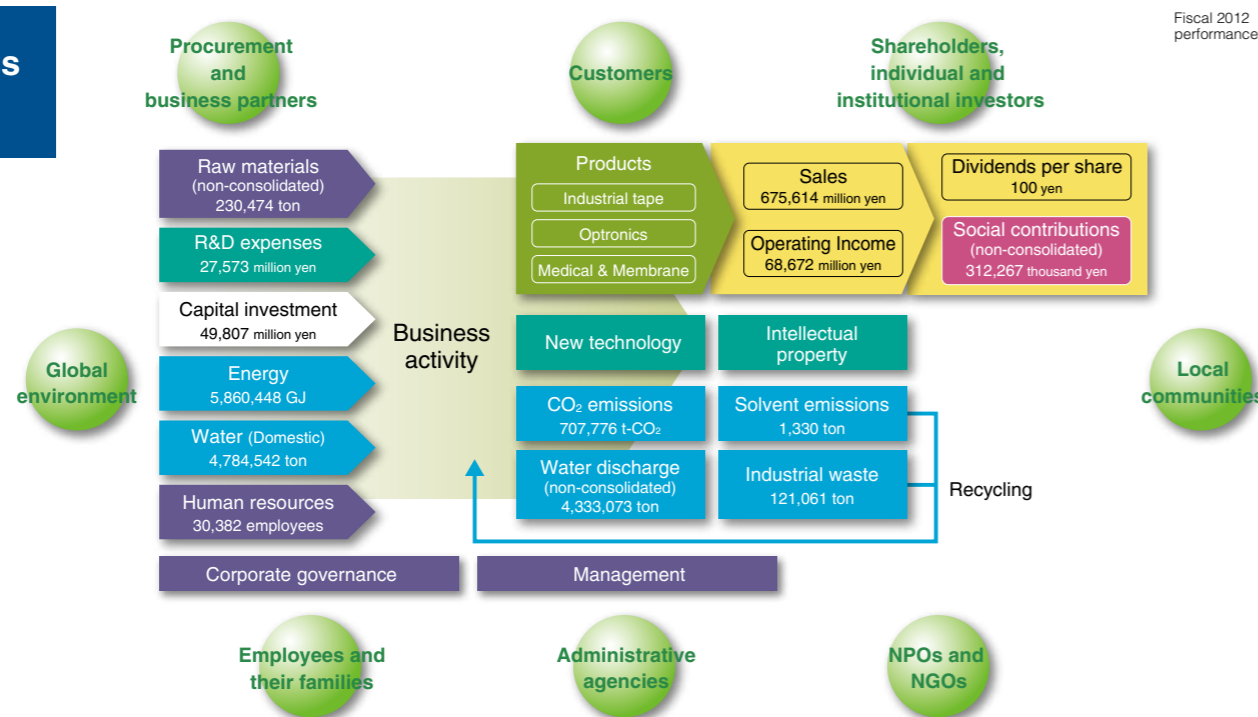 s
Fiscal 2012
performance
Procurement
and
business partners
Customers
Shareholders,
individual and
institutional investors
Raw materials
(non-consolidated)
230,474 ton
R&D expenses
27,573 million yen
Capital investment
49,807 million yen
Energy
5,860,448 GJ
Water (Domestic)
4,784,542 ton
Human resources
30,382 employees
Business
activity
Products
Industrial tape
Optronics
Medical & Membrane
Sales
675,614 million yen
Operating Income
68,672 million yen
Dividends per share
100 yen
Social contributions
(non-consolidated)
312,267 thousand yen
New technology
Intellectual
property
CO₂ emissions
707,776 t-CO₂
Solvent emissions
1,330 ton
Water discharge
(non-consolidated)
4,333,073 ton
Industrial waste
121,061 ton
Recycling
Global
environment
Local
communities
Corporate governance
Management
Employees and
their families
Administrative
agencies
NPOs and
NGOs